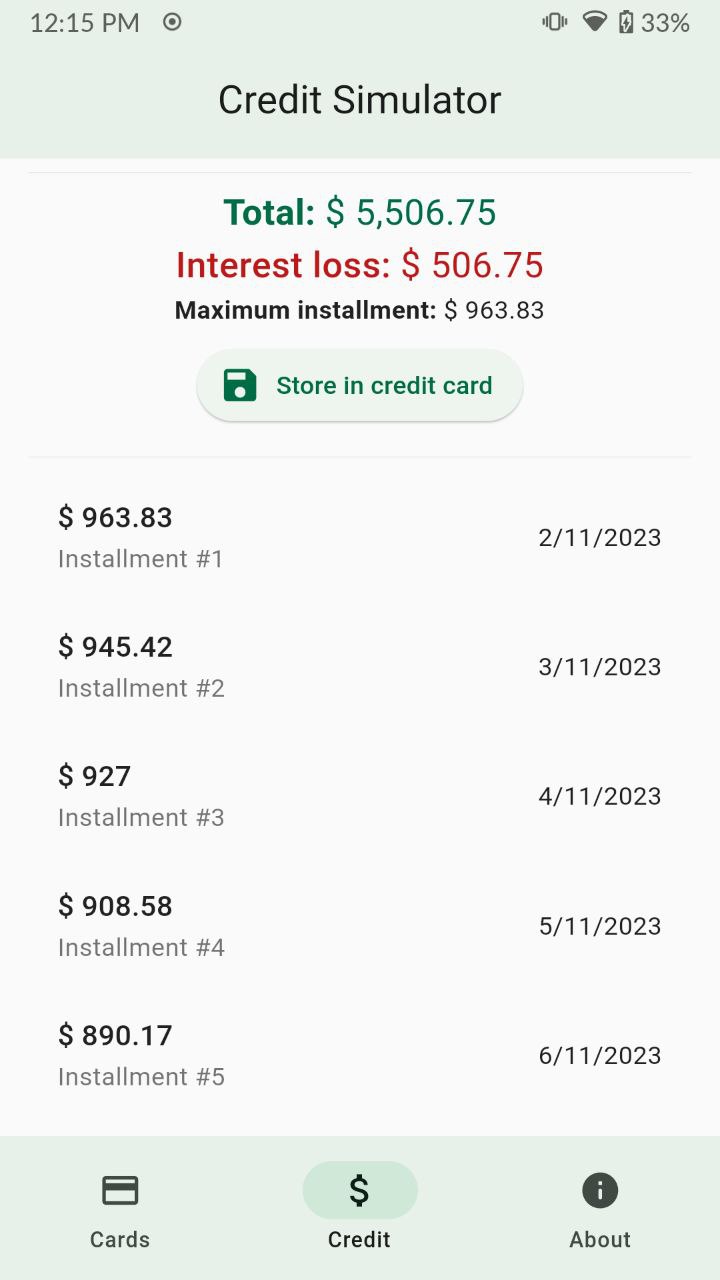 12:15 PM 33%
Credit Simulator
Total: $ 5,506.75
Interest loss: $ 506.75
Maximum installment: $ 963.83
Store in credit card
$ 963.83
Installment #1
2/11/2023
$ 945.42
Installment #2
3/11/2023
$ 927
Installment #3
4/11/2023
$ 908.58
Installment #4
5/11/2023
$ 890.17
Installment #5
6/11/2023
Cards Credit About